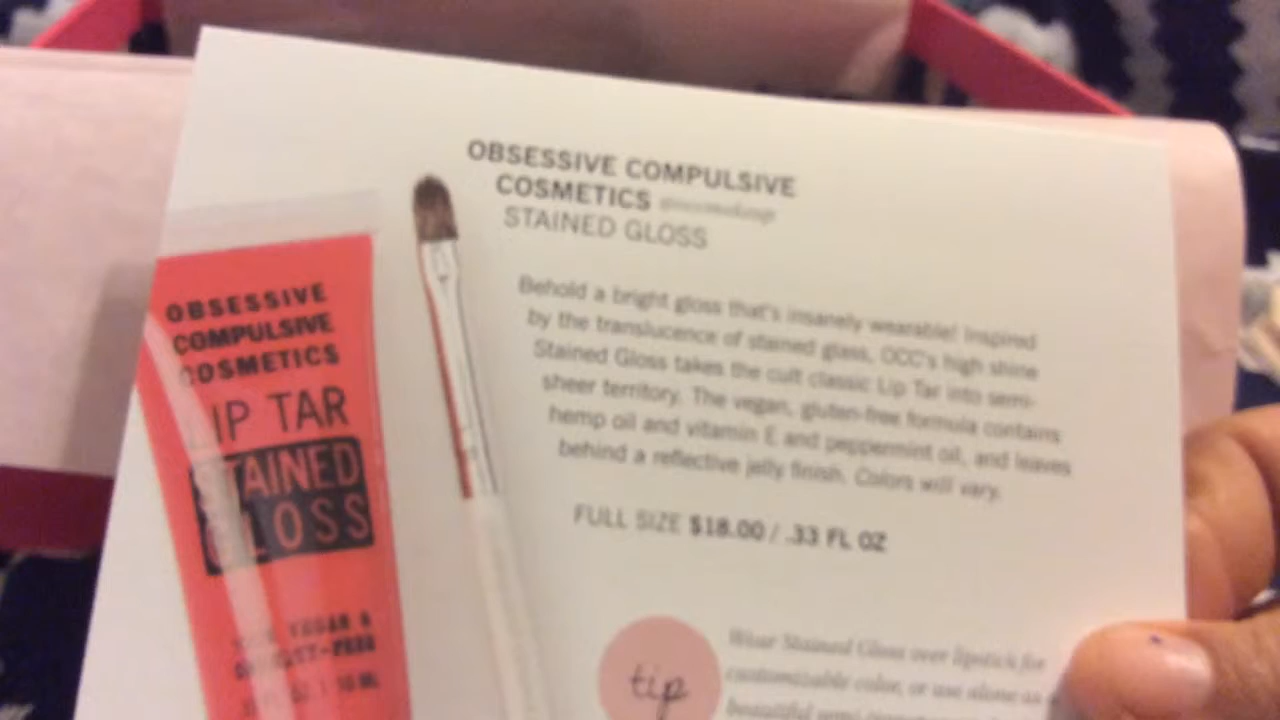 OBSESSIVE COMPULSIVE
COSMETICS @occmakeup
STAINED GLOSS
Behold a bright gloss that's insanely wearable! Inspired
by the translucence of stained glass, OCC's high shine
Stained Gloss takes the cult classic Lip Tar into semi-
sheer territory. The vegan, gluten-free formula contains
hemp oil and vitamin E and peppermint oil, and leaves
behind a reflective jelly finish. Colors will vary.
FULL SIZE $18.00 / .33 FL OZ
tip
Wear Stained Gloss over lipstick for
customizable color, or use alone as
beautiful
OBSESSIVE
COMPULSIVE
COSMETICS
LIP TAR
STAINED
GLOSS